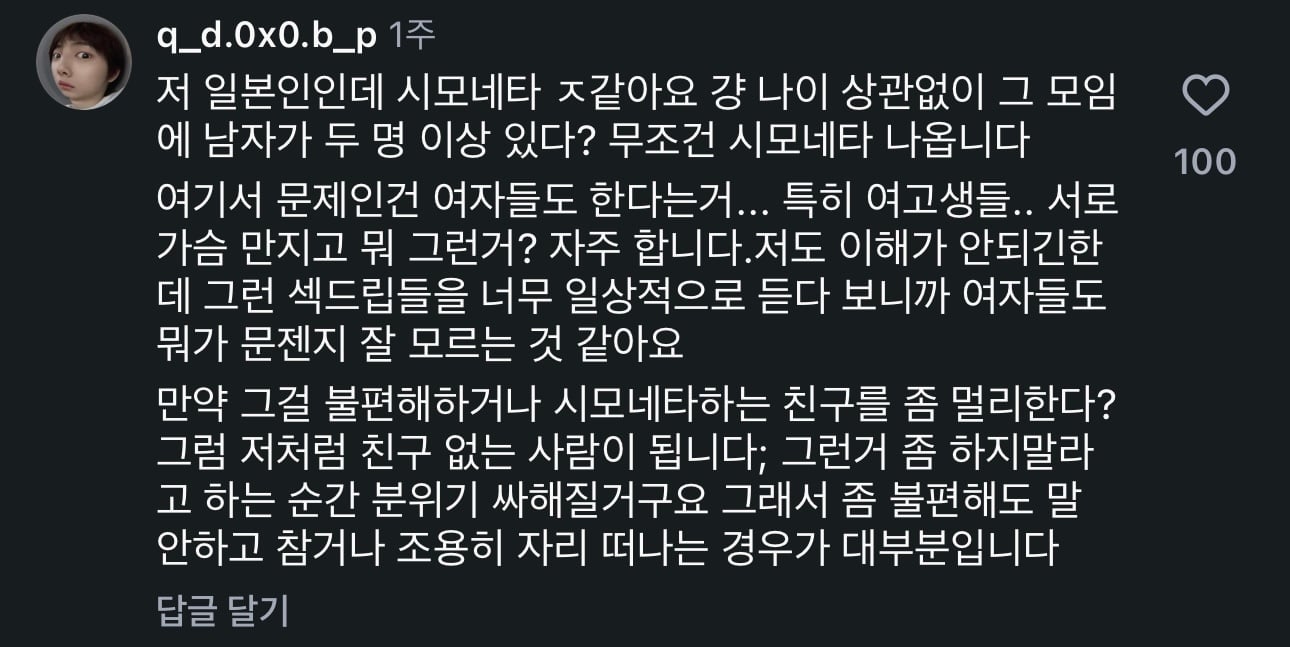 q_d.0x0.b_p 1주
저 일본인인데 시모네타 ㅈ같아요 걍 나이 상관없이 그 모임
에 남자가 두 명 이상 있다? 무조건 시모네타 나옵니다
여기서 문제인건 여자들도 한다는거... 특히 여고생들.. 서로
가슴 만지고 뭐 그런거? 자주 합니다.저도 이해가 안되긴한
데 그런 섹드립들을 너무 일상적으로 듣다 보니까 여자들도
뭐가 문젠지 잘 모르는 것 같아요
만약 그걸 불편해하거나 시모네타하는 친구를 좀 멀리한다?
그럼 저처럼 친구 없는 사람이 됩니다; 그런거 좀 하지말라
고 하는 순간 분위기 싸해질거구요 그래서 좀 불편해도 말
안하고 참거나 조용히 자리 떠나는 경우가 대부분입니다
답글 달기
100